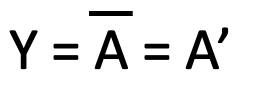 Y = A̅ = A’